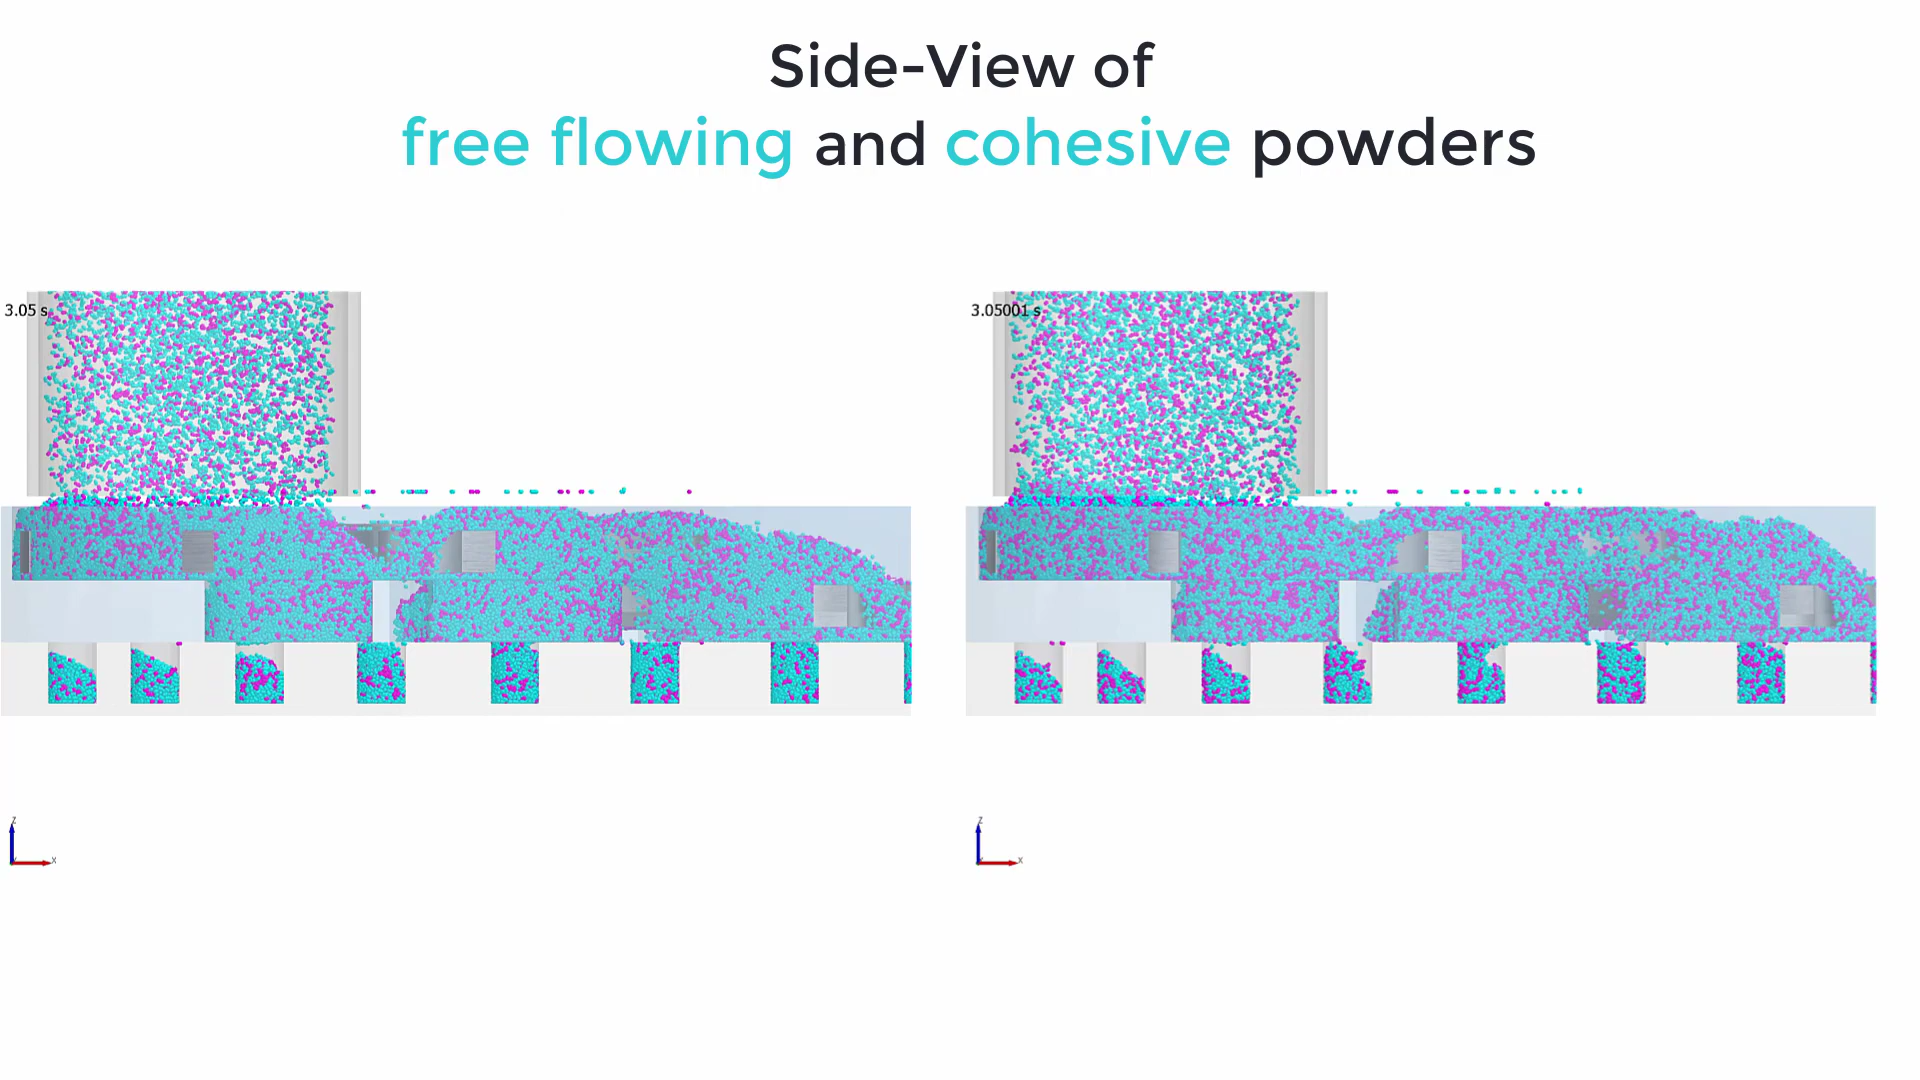 Side-View of
free flowing and cohesive powders
3.05 s
3.05001 s
z
x
z
x